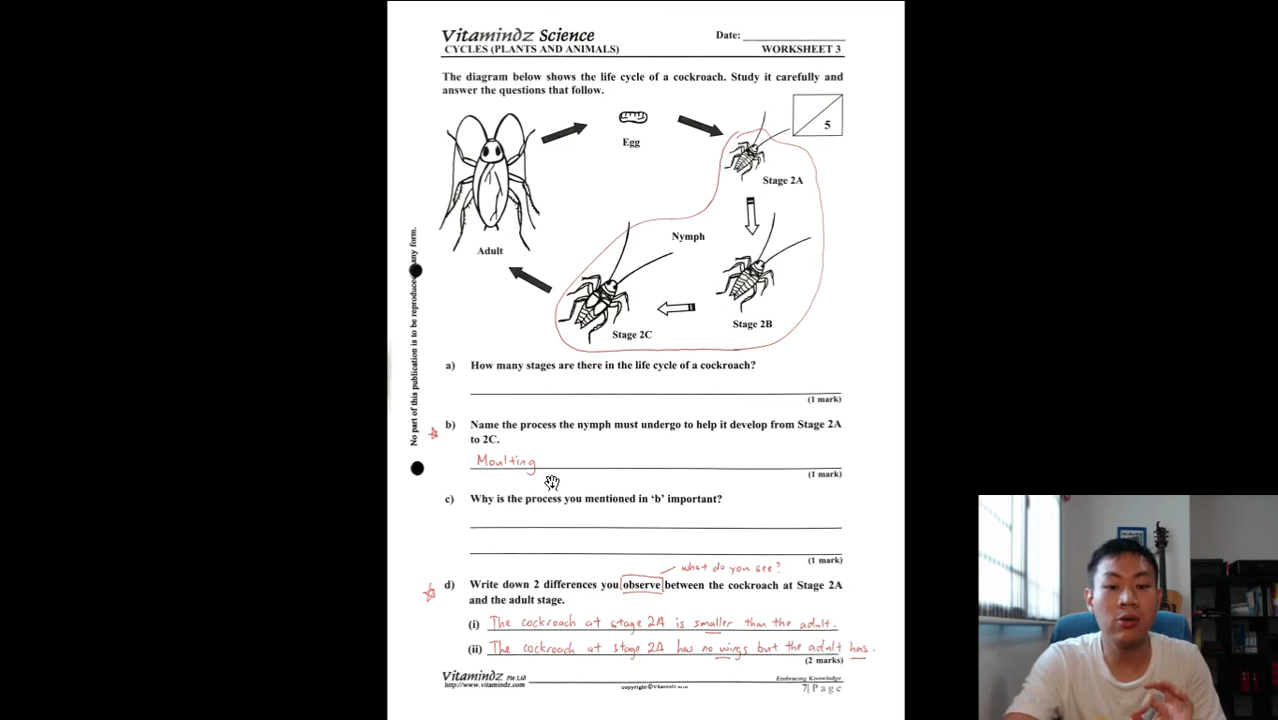 Vitamindz Science
Date:
CYCLES (PLANTS AND ANIMALS)
WORKSHEET 3
The diagram below shows the life cycle of a cockroach. Study it carefully and
answer the questions that follow.
5
Egg
Stage 2A
Nymph
Adult
Stage 2B
Stage 2C
No part of this publication is to be reproduced in any form.
a) How many stages are there in the life cycle of a cockroach?
(1 mark)
b) Name the process the nymph must undergo to help it develop from Stage 2A
to 2C.
Moulting
(1 mark)
c) Why is the process you mentioned in ‘b’ important?
(1 mark)
what do you see?
d) Write down 2 differences you observe between the cockroach at Stage 2A
and the adult stage.
(i) The cockroach at stage 2A is smaller than the adult.
(ii) The cockroach at stage 2A has no wings but the adult has.
(2 marks)
Vitamindz Pte Ltd
Embracing Knowledge
http://www.vitamindz.com
copyright©Vitamindz
7|Page